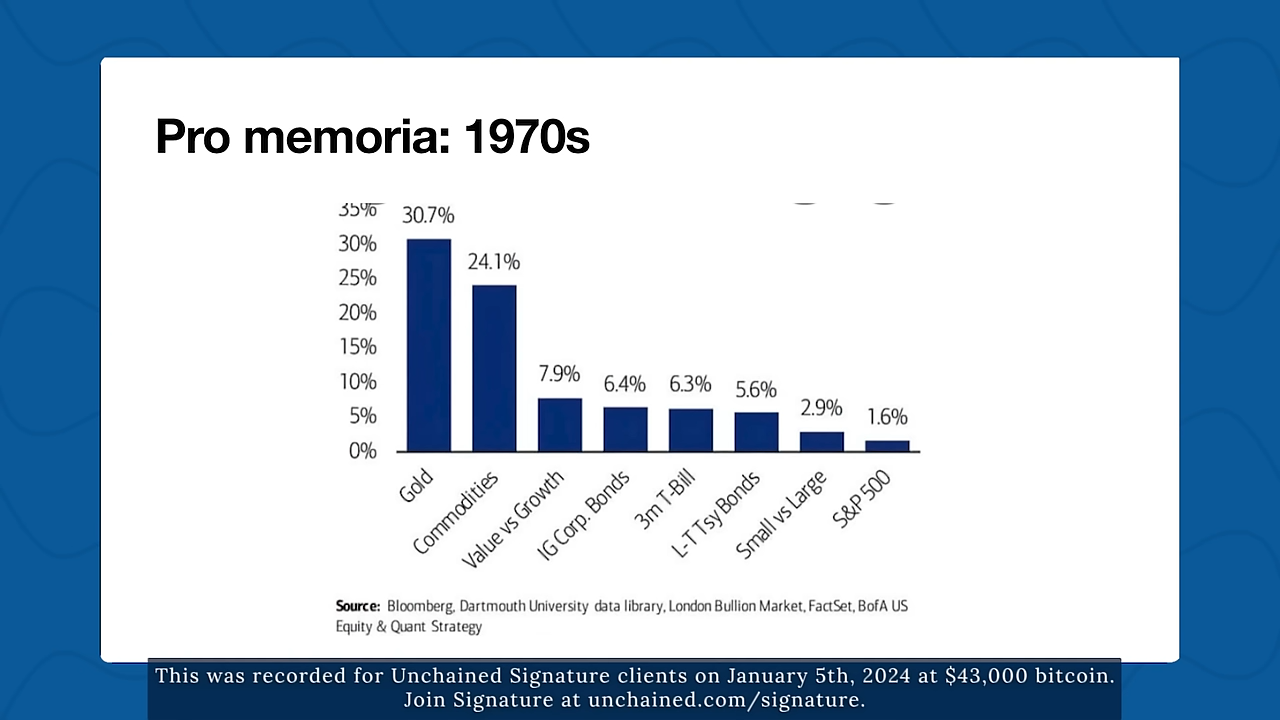 Pro memoria: 1970s
35%
30%
25%
20%
15%
10%
5%
0%
30.7%
24.1%
7.9%
6.4%
6.3%
5.6%
2.9%
1.6%
Gold
Commodities
Value vs Growth
IG Corp. Bonds
3m T-Bill
L-T Tsy Bonds
Small vs Large
S&P 500
Source: Bloomberg, Dartmouth University data library, London Bullion Market, FactSet, BofA US
Equity & Quant Strategy
This was recorded for Unchained Signature clients on January 5th, 2024 at $43,000 bitcoin.
Join Signature at unchained.com/signature.